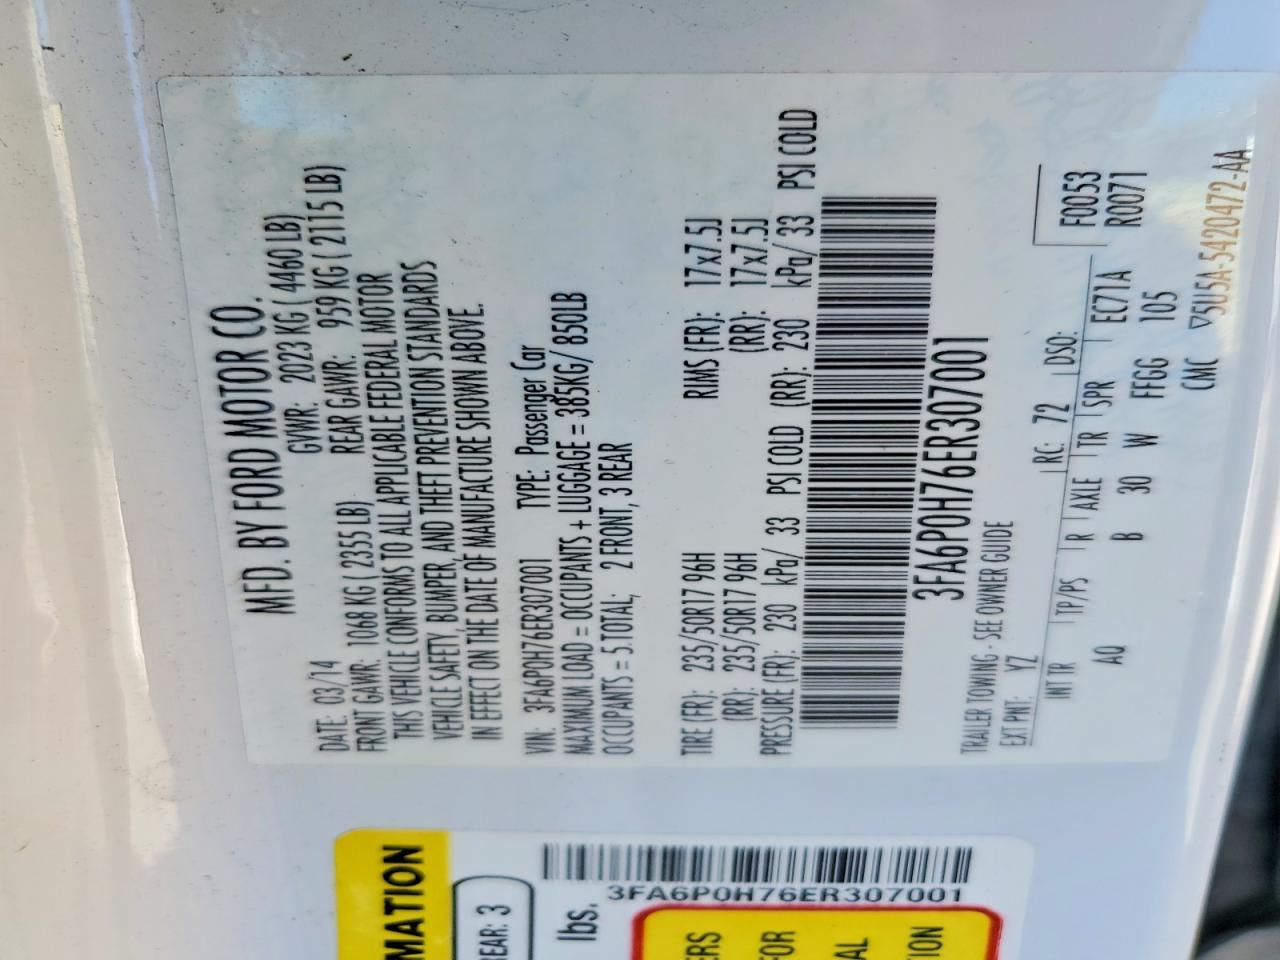 MFD. BY FORD MOTOR CO.
DATE: 03/14 GVWR: 2023 KG ( 4460 LB)
FRONT GAWR: 1068 KG ( 2355 LB) REAR GAWR: 959 KG ( 2115 LB)
THIS VEHICLE CONFORMS TO ALL APPLICABLE FEDERAL MOTOR
VEHICLE SAFETY, BUMPER, AND THEFT PREVENTION STANDARDS
IN EFFECT ON THE DATE OF MANUFACTURE SHOWN ABOVE.
VIN: 3FA6P0H76ER307001 TYPE: Passenger Car
MAXIMUM LOAD = OCCUPANTS + LUGGAGE = 385KG/ 850LB
OCCUPANTS = 5 TOTAL; 2 FRONT, 3 REAR
TIRE (FR): 235/50R17 96H RIMS (FR): 17x7.5J
(RR): 235/50R17 96H (RR): 17x7.5J
PRESSURE (FR): 230 kPa/ 33 PSI COLD (RR): 230 kPa/ 33 PSI COLD
3FA6P0H76ER307001
TRAILER TOWING - SEE OWNER GUIDE
EXT PNT: YZ RC: 72 DSO:
F0053
R0071
INT TR TP/PS R AXLE TR SPR EC71A
AQ B 30 W FFGG 105
CMC ▽5U5A-5420472-AA
MATION
REAR: 3
lbs.
3FA6P0H76ER307001
ERS
FOR
AL
TION